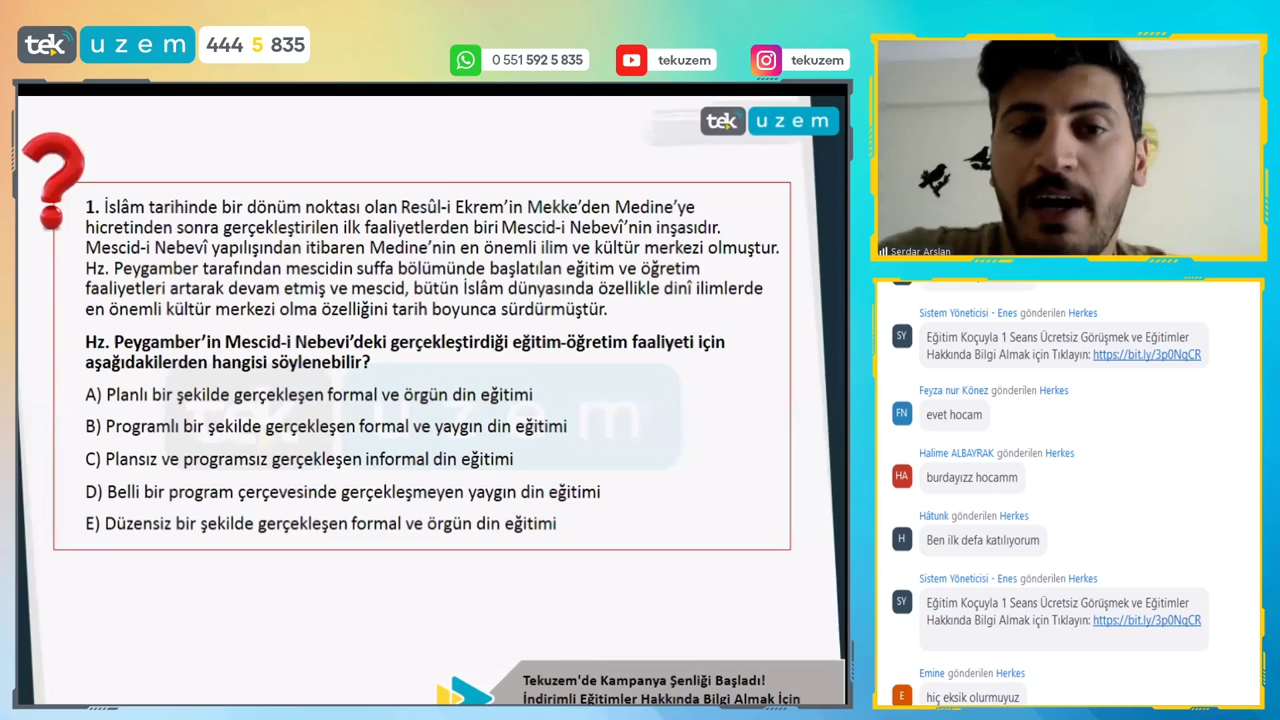 tek uzem 444 5 835
0 551 592 5 835
tekuzem
tekuzem
tek uzem
1. İslâm tarihinde bir dönüm noktası olan Resûl-i Ekrem'in Mekke'den Medine'ye
hicretinden sonra gerçekleştirilen ilk faaliyetlerden biri Mescid-i Nebevî'nin inşasıdır.
Mescid-i Nebevî yapılışından itibaren Medine'nin en önemli ilim ve kültür merkezi olmuştur.
Hz. Peygamber tarafından mescidin suffa bölümünde başlatılan eğitim ve öğretim
faaliyetleri artarak devam etmiş ve mescid, bütün İslâm dünyasında özellikle dinî ilimlerde
en önemli kültür merkezi olma özelliğini tarih boyunca sürdürmüştür.
Hz. Peygamber'in Mescid-i Nebevi'deki gerçekleştirdiği eğitim-öğretim faaliyeti için
aşağıdakilerden hangisi söylenebilir?
A) Planlı bir şekilde gerçekleşen formal ve örgün din eğitimi
B) Programlı bir şekilde gerçekleşen formal ve yaygın din eğitimi
C) Plansız ve programsız gerçekleşen informal din eğitimi
D) Belli bir program çerçevesinde gerçekleşmeyen yaygın din eğitimi
E) Düzensiz bir şekilde gerçekleşen formal ve örgün din eğitimi
tek uzem
Tekuzem'de Kampanya Şenliği Başladı!
İndirimli Eğitimler Hakkında Bilgi Almak İçin
Serdar Arslan
Sistem Yöneticisi - Enes gönderilen Herkes
SY
Eğitim Koçuyla 1 Seans Ücretsiz Görüşmek ve Eğitimler
Hakkında Bilgi Almak için Tıklayın: https://bit.ly/3p0NqCR
Feyza nur Könez gönderilen Herkes
FN
evet hocam
Halime ALBAYRAK gönderilen Herkes
HA
burdayızz hocamm
Hâtunk gönderilen Herkes
H
Ben ilk defa katılıyorum
Sistem Yöneticisi - Enes gönderilen Herkes
SY
Eğitim Koçuyla 1 Seans Ücretsiz Görüşmek ve Eğitimler
Hakkında Bilgi Almak için Tıklayın: https://bit.ly/3p0NqCR
Emine gönderilen Herkes
E
hiç eksik olurmuyuz